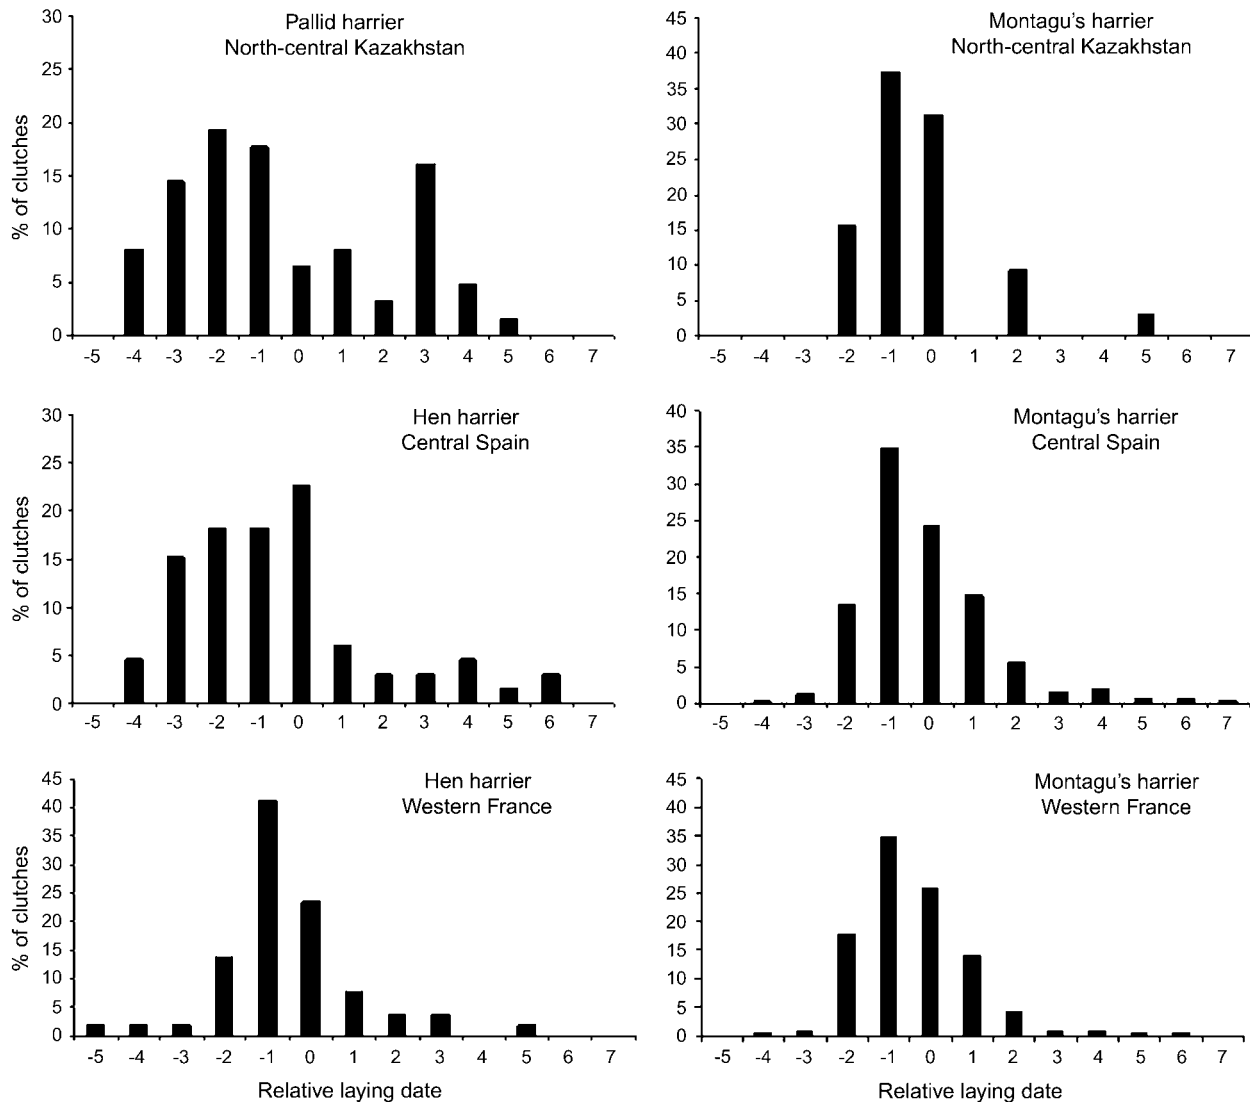 Pallid harrier
North-central Kazakhstan
% of clutches
30
25
20
15
10
5
0
-5 -4 -3 -2 -1 0 1 2 3 4 5 6 7
Montagu's harrier
North-central Kazakhstan
45
40
35
30
25
20
15
10
5
0
-5 -4 -3 -2 -1 0 1 2 3 4 5 6 7
Hen harrier
Central Spain
% of clutches
30
25
20
15
10
5
0
-5 -4 -3 -2 -1 0 1 2 3 4 5 6 7
Montagu's harrier
Central Spain
40
35
30
25
20
15
10
5
0
-5 -4 -3 -2 -1 0 1 2 3 4 5 6 7
Hen harrier
Western France
% of clutches
45
40
35
30
25
20
15
10
5
0
-5 -4 -3 -2 -1 0 1 2 3 4 5 6 7
Relative laying date
Montagu's harrier
Western France
45
40
35
30
25
20
15
10
5
0
-5 -4 -3 -2 -1 0 1 2 3 4 5 6 7
Relative laying date